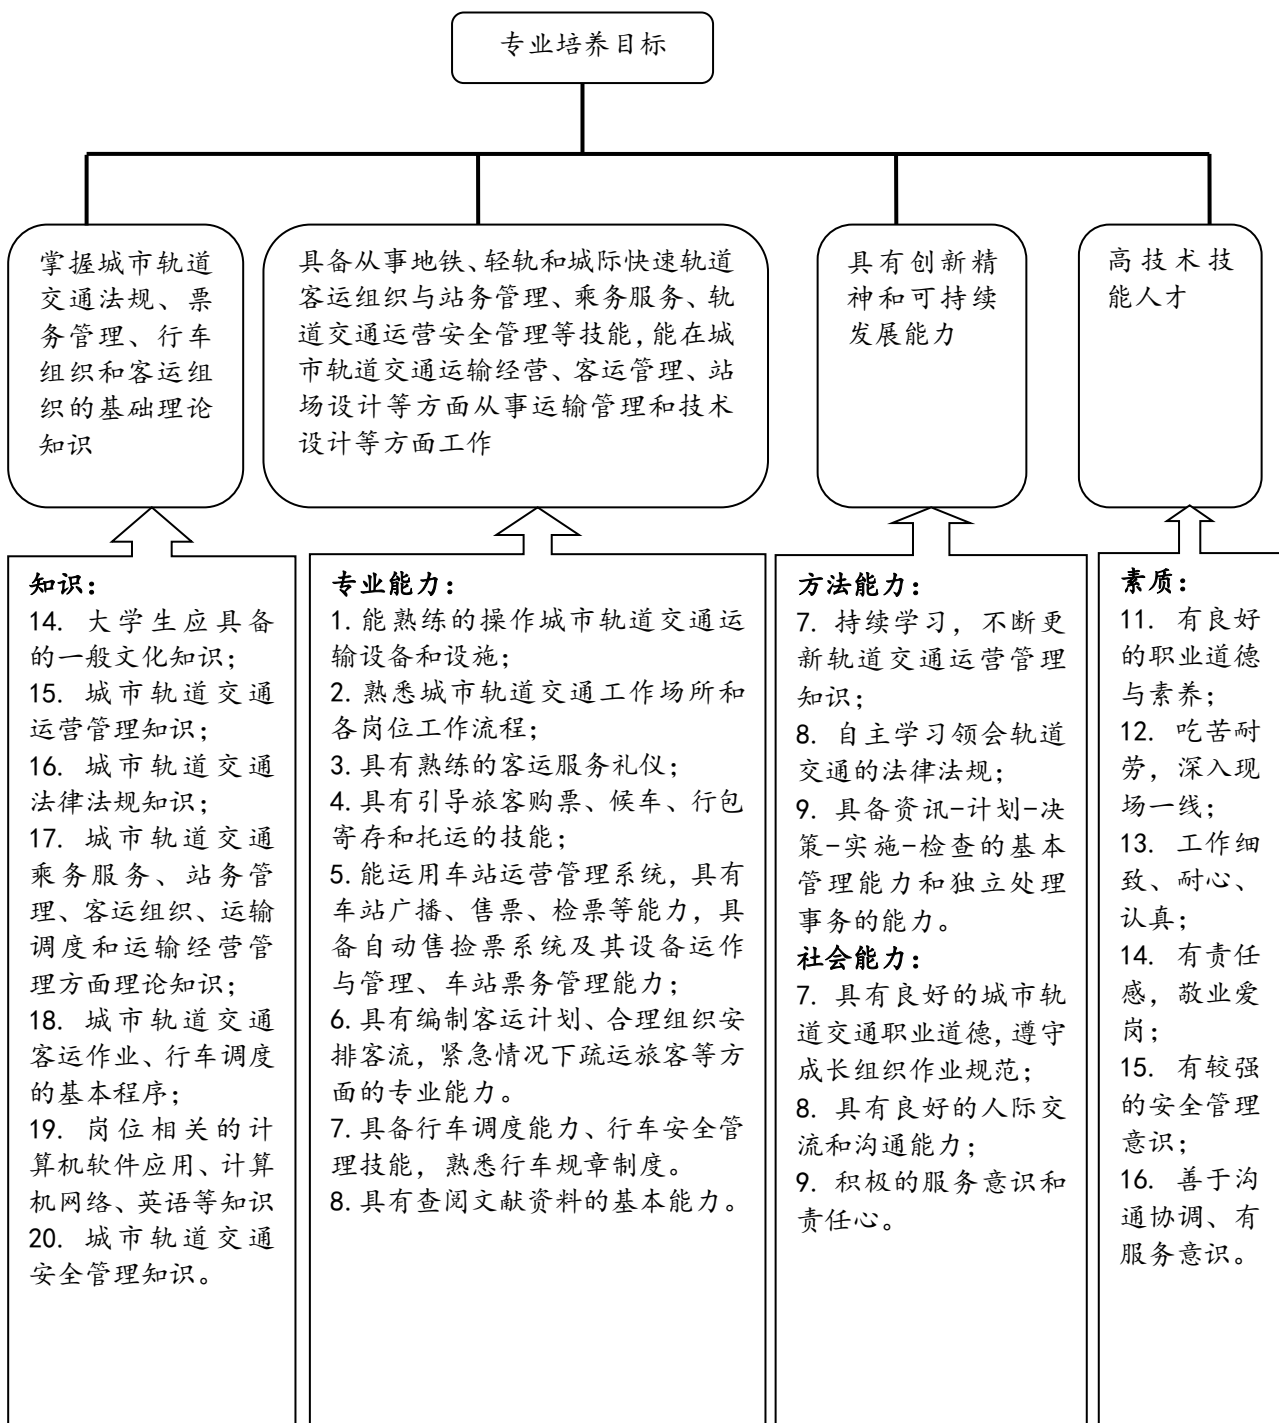 专业培养目标
掌握城市轨道
交通法规、票
务管理、行车
组织和客运组
织的基础理论
知识
具备从事地铁、轻轨和城际快速轨道
客运组织与站务管理、乘务服务、轨
道交通运营安全管理等技能,能在城
市轨道交通运输经营、客运管理、站
场设计等方面从事运输管理和技术
设计等方面工作
具有创新精
神和可持续
发展能力
高技术技
能人才
知识：
14. 大学生应具备
的一般文化知识；
15. 城市轨道交通
运营管理知识；
16. 城市轨道交通
法律法规知识；
17. 城市轨道交通
乘务服务、站务管
理、客运组织、运输
调度和运输经营管
理方面理论知识；
18. 城市轨道交通
客运作业、行车调度
的基本程序；
19. 岗位相关的计
算机软件应用、计算
机网络、英语等知识
20. 城市轨道交通
安全管理知识。
专业能力：
1.能熟练的操作城市轨道交通运
输设备和设施；
2.熟悉城市轨道交通工作场所和
各岗位工作流程；
3.具有熟练的客运服务礼仪；
4.具有引导旅客购票、候车、行包
寄存和托运的技能；
5.能运用车站运营管理系统,具有
车站广播、售票、检票等能力，具
备自动售捡票系统及其设备运作
与管理、车站票务管理能力；
6.具有编制客运计划、合理组织安
排客流，紧急情况下疏运旅客等方
面的专业能力。
7.具备行车调度能力、行车安全管
理技能，熟悉行车规章制度。
8.具有查阅文献资料的基本能力。
方法能力：
7. 持续学习，不断更
新轨道交通运营管理
知识；
8. 自主学习领会轨道
交通的法律法规；
9. 具备资讯-计划-决
策-实施-检查的基本
管理能力和独立处理
事务的能力。
社会能力：
7. 具有良好的城市轨
道交通职业道德,遵守
成长组织作业规范；
8. 具有良好的人际交
流和沟通能力；
9. 积极的服务意识和
责任心。
素质：
11. 有良好
的职业道德
与素养；
12. 吃苦耐
劳，深入现
场一线；
13. 工作细
致、耐心、
认真；
14. 有责任
感，敬业爱
岗；
15. 有较强
的安全管理
意识；
16. 善于沟
通协调、有
服务意识。